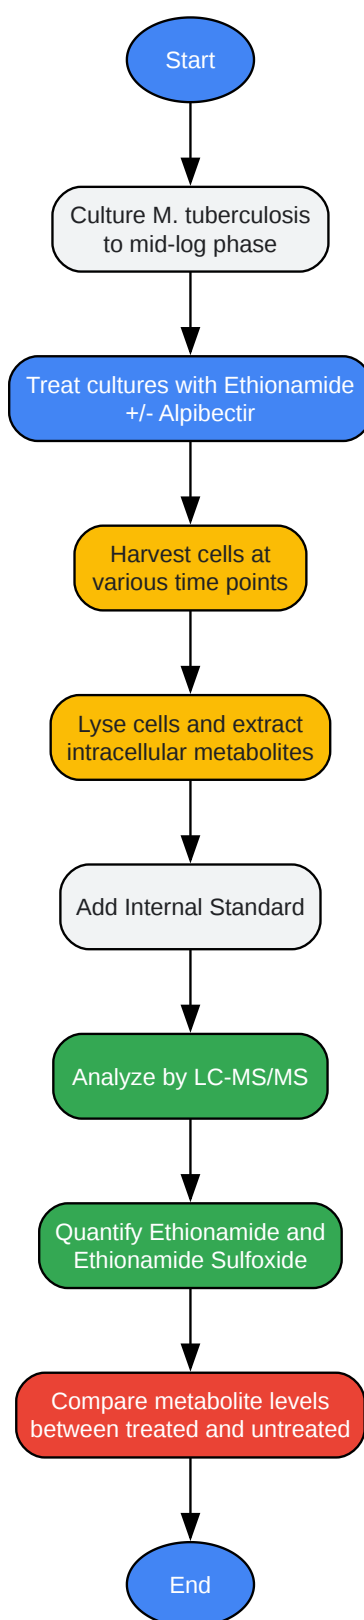 Start
Culture M. tuberculosis
to mid-log phase
Treat cultures with Ethionamide
+/- Alpibectir
Harvest cells at
various time points
Lyse cells and extract
intracellular metabolites
Add Internal Standard
Analyze by LC-MS/MS
Quantify Ethionamide and
Ethionamide Sulfoxide
Compare metabolite levels
between treated and untreated
End